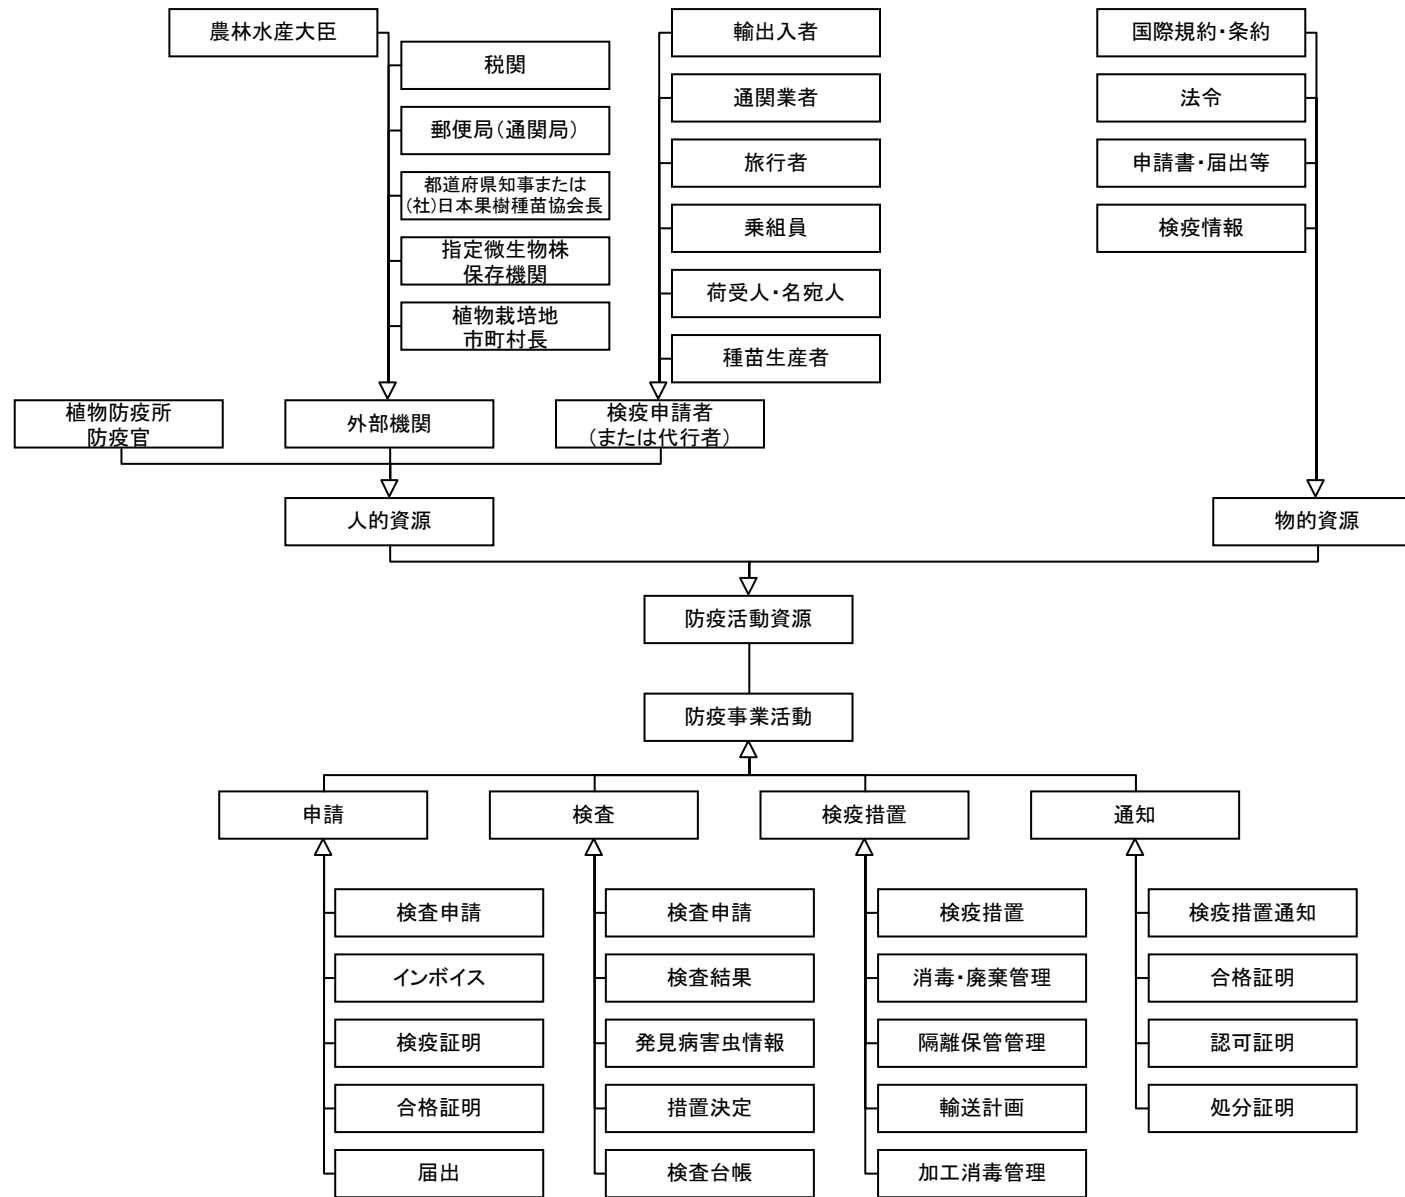 農林水産大臣
税関
郵便局(通関局)
都道府県知事または
(社)日本果樹種苗協会長
指定微生物株
保存機関
植物栽培地
市町村長
輸出入者
通関業者
旅行者
乗組員
荷受人・名宛人
種苗生産者
国際規約・条約
法令
申請書・届出等
検疫情報
植物防疫所
防疫官
外部機関
検疫申請者
(または代行者)
人的資源
物的資源
防疫活動資源
防疫事業活動
申請
検査
検疫措置
通知
検査申請
インボイス
検疫証明
合格証明
届出
検査申請
検査結果
発見病害虫情報
措置決定
検査台帳
検疫措置
消毒・廃棄管理
隔離保管管理
輸送計画
加工消毒管理
検疫措置通知
合格証明
認可証明
処分証明